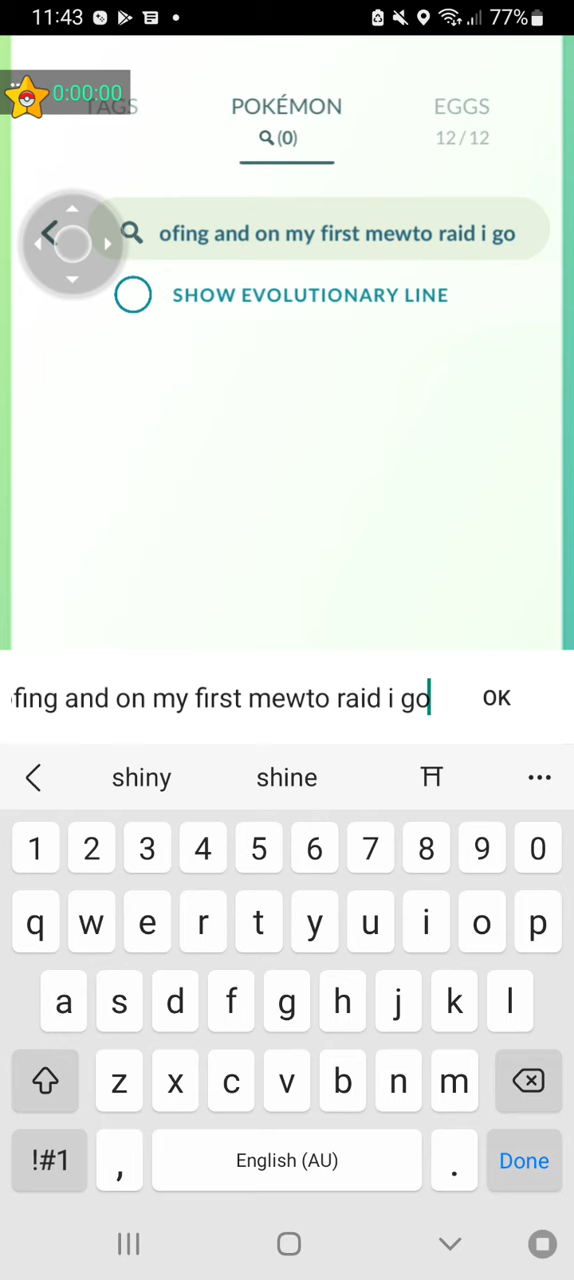 11:43
77%
0:00:00
TAGS
POKÉMON
EGGS
(0)
12/12
ofing and on my first mewto raid i go
SHOW EVOLUTIONARY LINE
fing and on my first mewto raid i go
OK
shiny
shine
1 2 3 4 5 6 7 8 9 0
q w e r t y u i o p
a s d f g h j k l
z x c v b n m
!#1 , English (AU) . Done